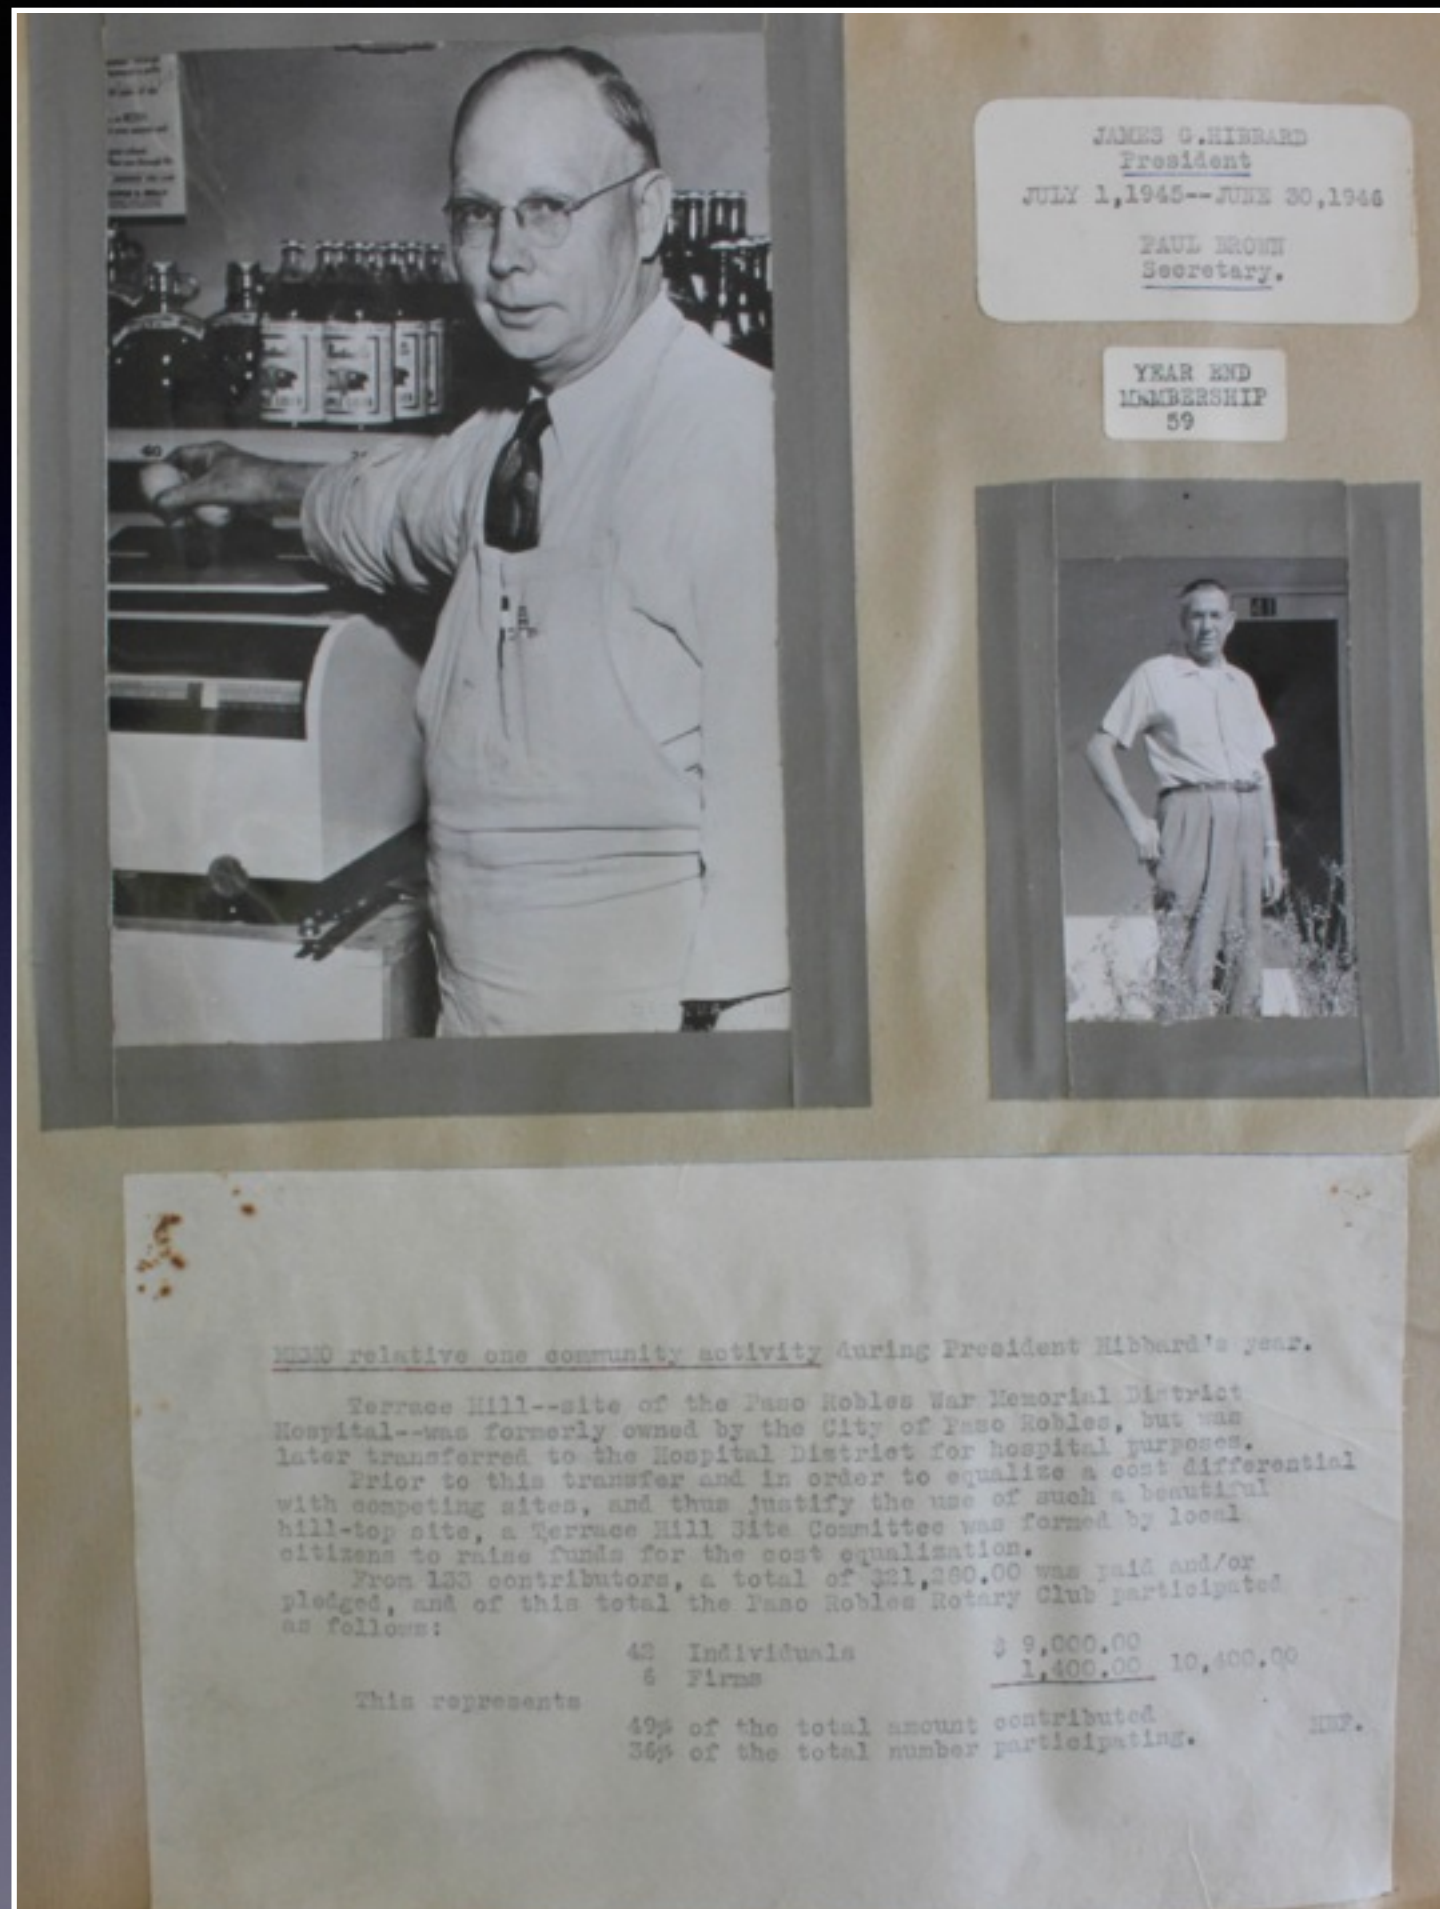 JAMES G.HIBBARD
President
JULY 1,1945--JUNE 30,1946
PAUL BROWN
Secretary.
YEAR END
MEMBERSHIP
59
60
41
MEMO relative one community activity during President Hibbard's year.
Terrace Hill--site of the Paso Robles War Memorial District
Hospital--was formerly owned by the City of Paso Robles, but was
later transferred to the Hospital District for hospital purposes.
Prior to this transfer and in order to equalize a cost differential
with competing sites, and thus justify the use of such a beautiful
hill-top site, a Terrace Hill Site Committee was formed by local
citizens to raise funds for the cost equalization.
From 133 contributors, a total of $21,260.00 was paid and/or
pledged, and of this total the Paso Robles Rotary Club participated
as follows:
42 Individuals $ 9,000.00
6 Firms 1,400.00 10,400.00
This represents
49% of the total amount contributed
36% of the total number participating.